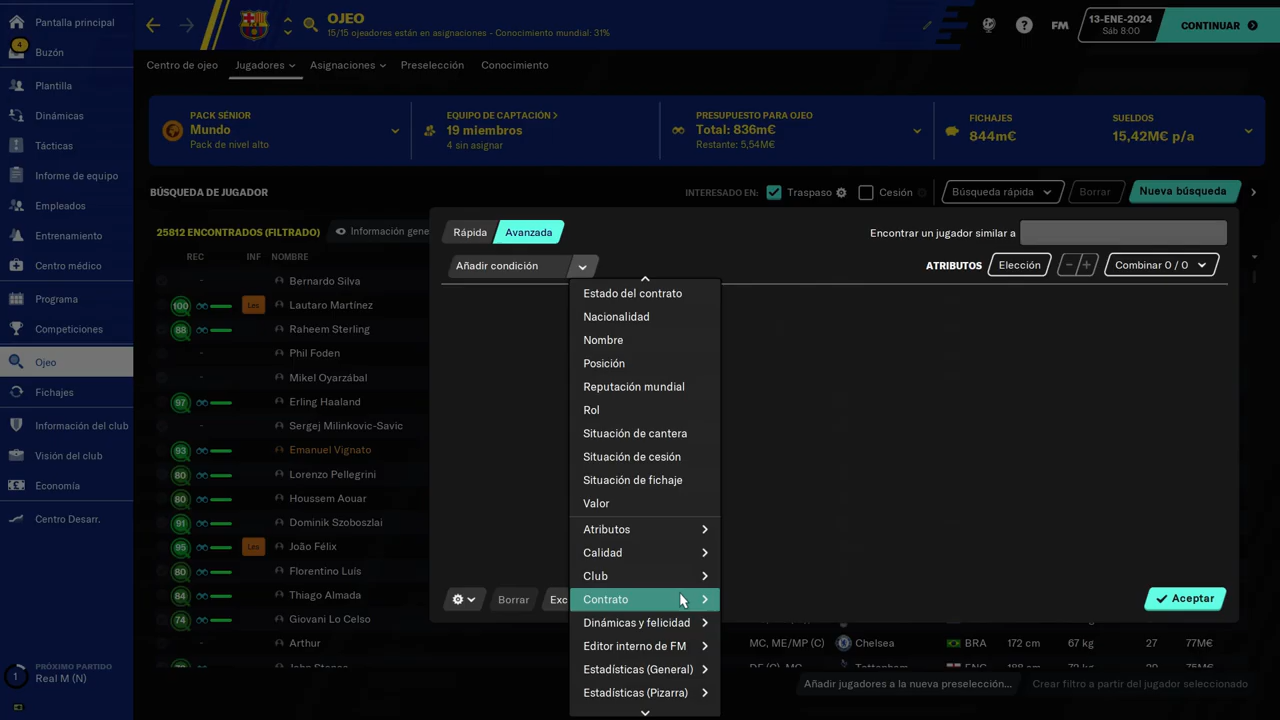 Pantalla principal
4
Buzón
Plantilla
Dinámicas
Tácticas
Informe de equipo
Empleados
Entrenamiento
Centro médico
Programa
Competiciones
Ojeo
Fichajes
Información del club
Visión del club
Economía
Centro Desarr.
PRÓXIMO PARTIDO
1
Real M (N)
OJEO
15/15 ojeadores están en asignaciones - Conocimiento mundial: 31%
FM
13-ENE-2024
Sáb 8:00
CONTINUAR
Centro de ojeo
Jugadores
Asignaciones
Preselección
Conocimiento
PACK SÉNIOR
Mundo
Pack de nivel alto
EQUIPO DE CAPTACIÓN
19 miembros
4 sin asignar
PRESUPUESTO PARA OJEO
Total: 836m€
Restante: 5,54M€
FICHAJES
844m€
SUELDOS
15,42M€ p/a
BÚSQUEDA DE JUGADOR
INTERESADO EN:
Traspaso
Cesión
Búsqueda rápida
Borrar
Nueva búsqueda
25812 ENCONTRADOS (FILTRADO)
Información gene
REC INF NOMBRE
- Bernardo Silva
100 Les Lautaro Martínez
88 Raheem Sterling
- Phil Foden
- Mikel Oyarzábal
97 Erling Haaland
- Sergej Milinkovic-Savic
93 Emanuel Vignato
80 Lorenzo Pellegrini
80 Houssem Aouar
91 Dominik Szoboszlai
95 Les João Félix
80 Florentino Luís
84 Thiago Almada
74 Giovani Lo Celso
- Arthur
MC, ME/MP (C) Chelsea BRA 172 cm 67 kg 27 77M€
Rápida
Avanzada
Encontrar un jugador similar a
Añadir condición
ATRIBUTOS
Elección
Combinar 0 / 0
Estado del contrato
Nacionalidad
Nombre
Posición
Reputación mundial
Rol
Situación de cantera
Situación de cesión
Situación de fichaje
Valor
Atributos
Calidad
Club
Contrato
Dinámicas y felicidad
Editor interno de FM
Estadísticas (General)
Estadísticas (Pizarra)
Borrar
Exc
Aceptar
Añadir jugadores a la nueva preselección...
Crear filtro a partir del jugador seleccionado